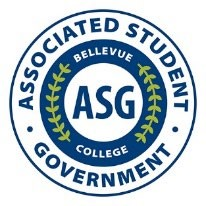 ASSOCIATED STUDENT
BELLEVUE
ASG
COLLEGE
• GOVERNMENT •